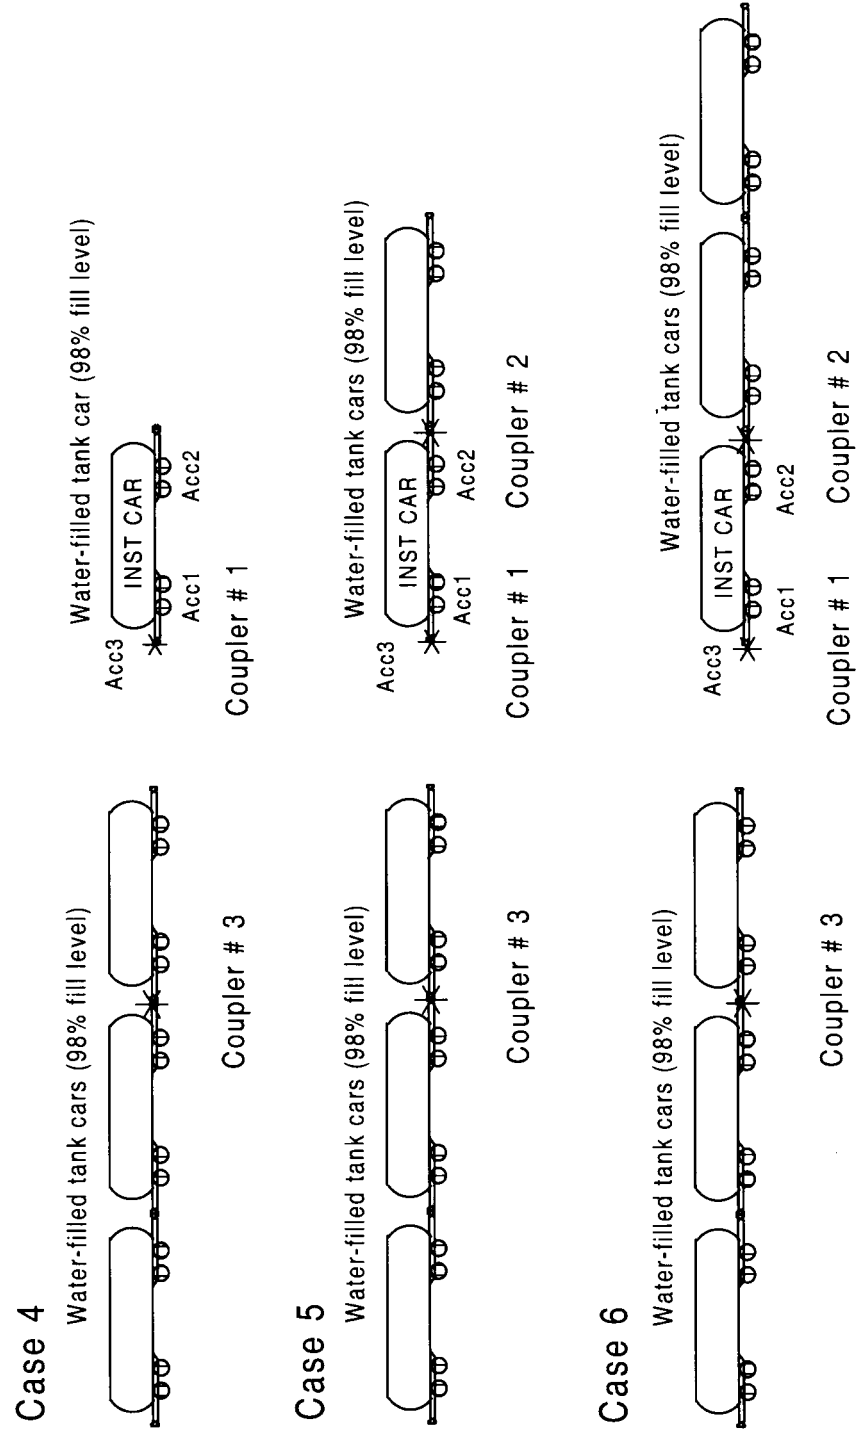 Case 4
Water-filled tank cars (98% fill level)
Water-filled tank car (98% fill level)
Acc3
INST CAR
Acc1
Acc2
Coupler # 3
Coupler # 1
Case 5
Water-filled tank cars (98% fill level)
Water-filled tank cars (98% fill level)
Acc3
INST CAR
Acc1
Acc2
Coupler # 3
Coupler # 1
Coupler # 2
Case 6
Water-filled tank cars (98% fill level)
Water-filled tank cars (98% fill level)
Acc3
INST CAR
Acc1
Acc2
Coupler # 3
Coupler # 1
Coupler # 2